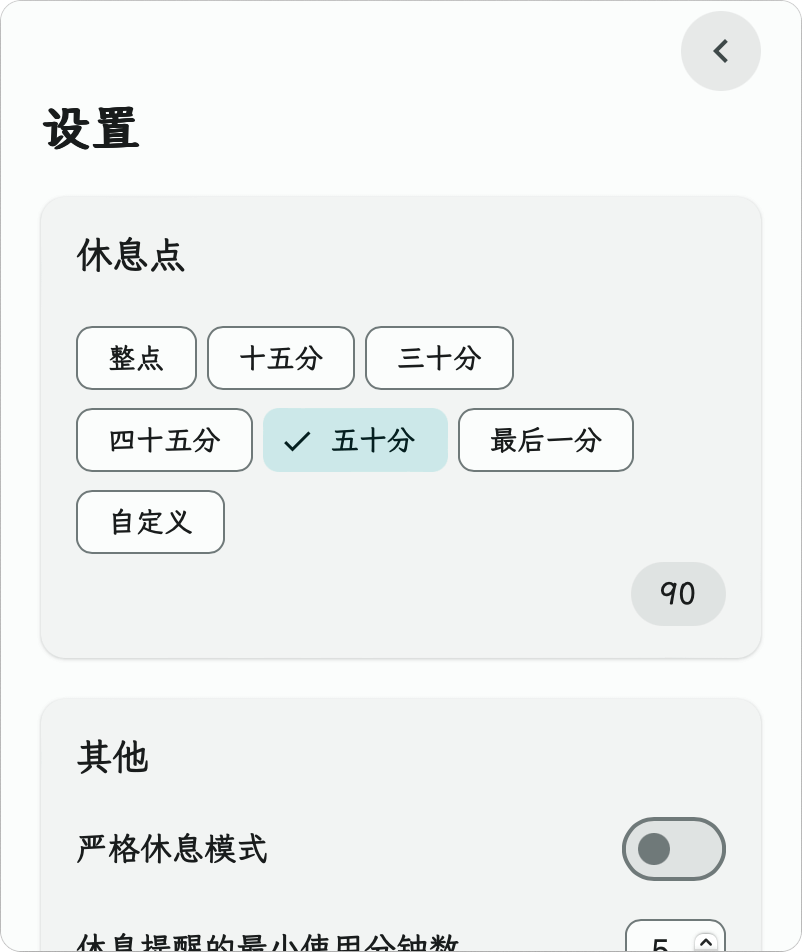 设置
休息点
整点 十五分 三十分
四十五分 五十分 最后一分
自定义
90
其他
严格休息模式
休息提醒的最小使用分钟数 5